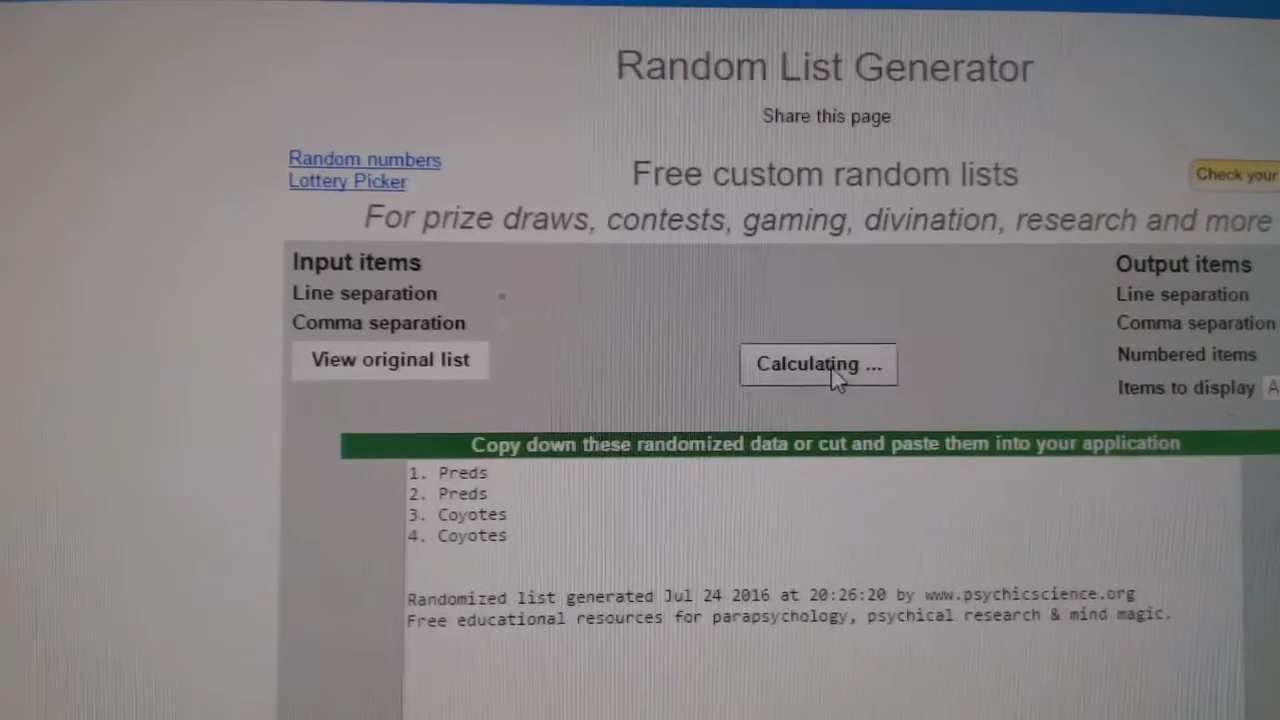 Random List Generator
Share this page
Random numbers
Lottery Picker
Free custom random lists
Check your
For prize draws, contests, gaming, divination, research and more
Input items
Output items
Line separation
Line separation
Comma separation
Comma separation
View original list
Calculating ...
Numbered items
Items to display
Copy down these randomized data or cut and paste them into your application
1. Preds
2. Preds
3. Coyotes
4. Coyotes
Randomized list generated Jul 24 2016 at 20:26:20 by www.psychicscience.org
Free educational resources for parapsychology, psychical research & mind magic.